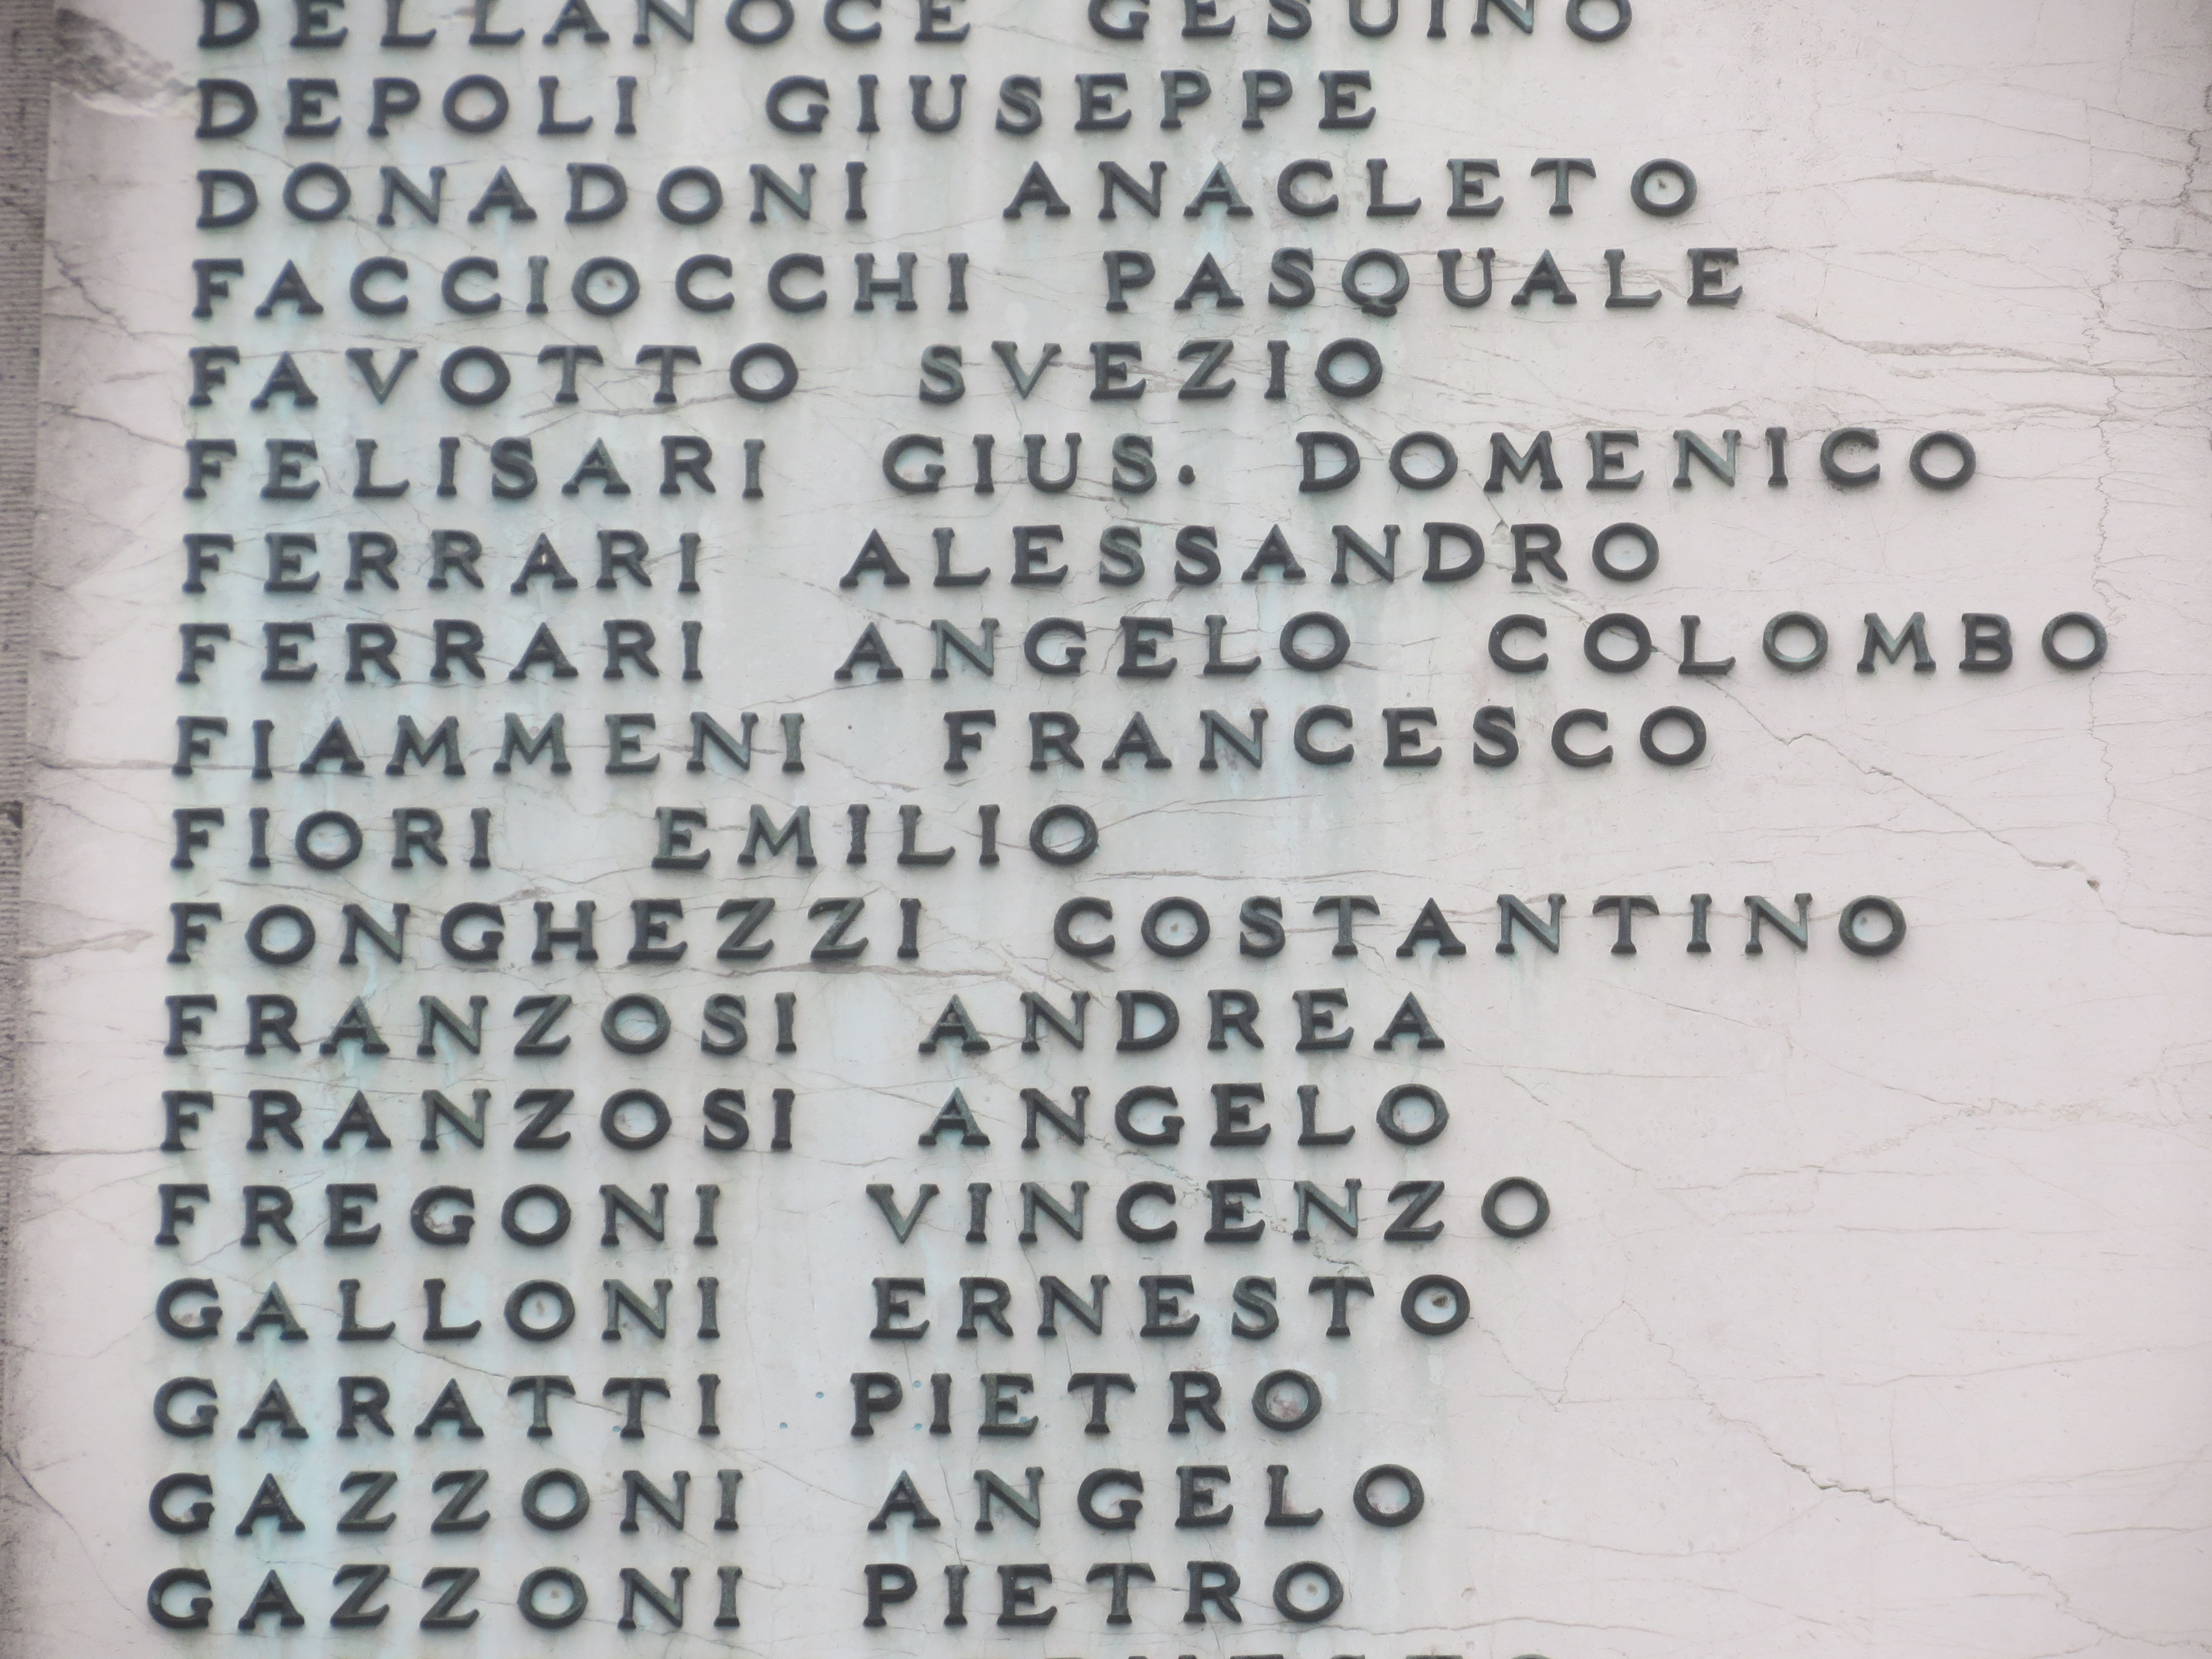 DELLANOCE GESUINO
DEPOLI GIUSEPPE
DONADONI ANACLETO
FACCIOCCHI PASQUALE
FAVOTTO SVEZIO
FELISARI GIUS. DOMENICO
FERRARI ALESSANDRO
FERRARI ANGELO COLOMBO
FIAMMENI FRANCESCO
FIORI EMILIO
FONGHEZZI COSTANTINO
FRANZOSI ANDREA
FRANZOSI ANGELO
FREGONI VINCENZO
GALLONI ERNESTO
GARATTI PIETRO
GAZZONI ANGELO
GAZZONI PIETRO